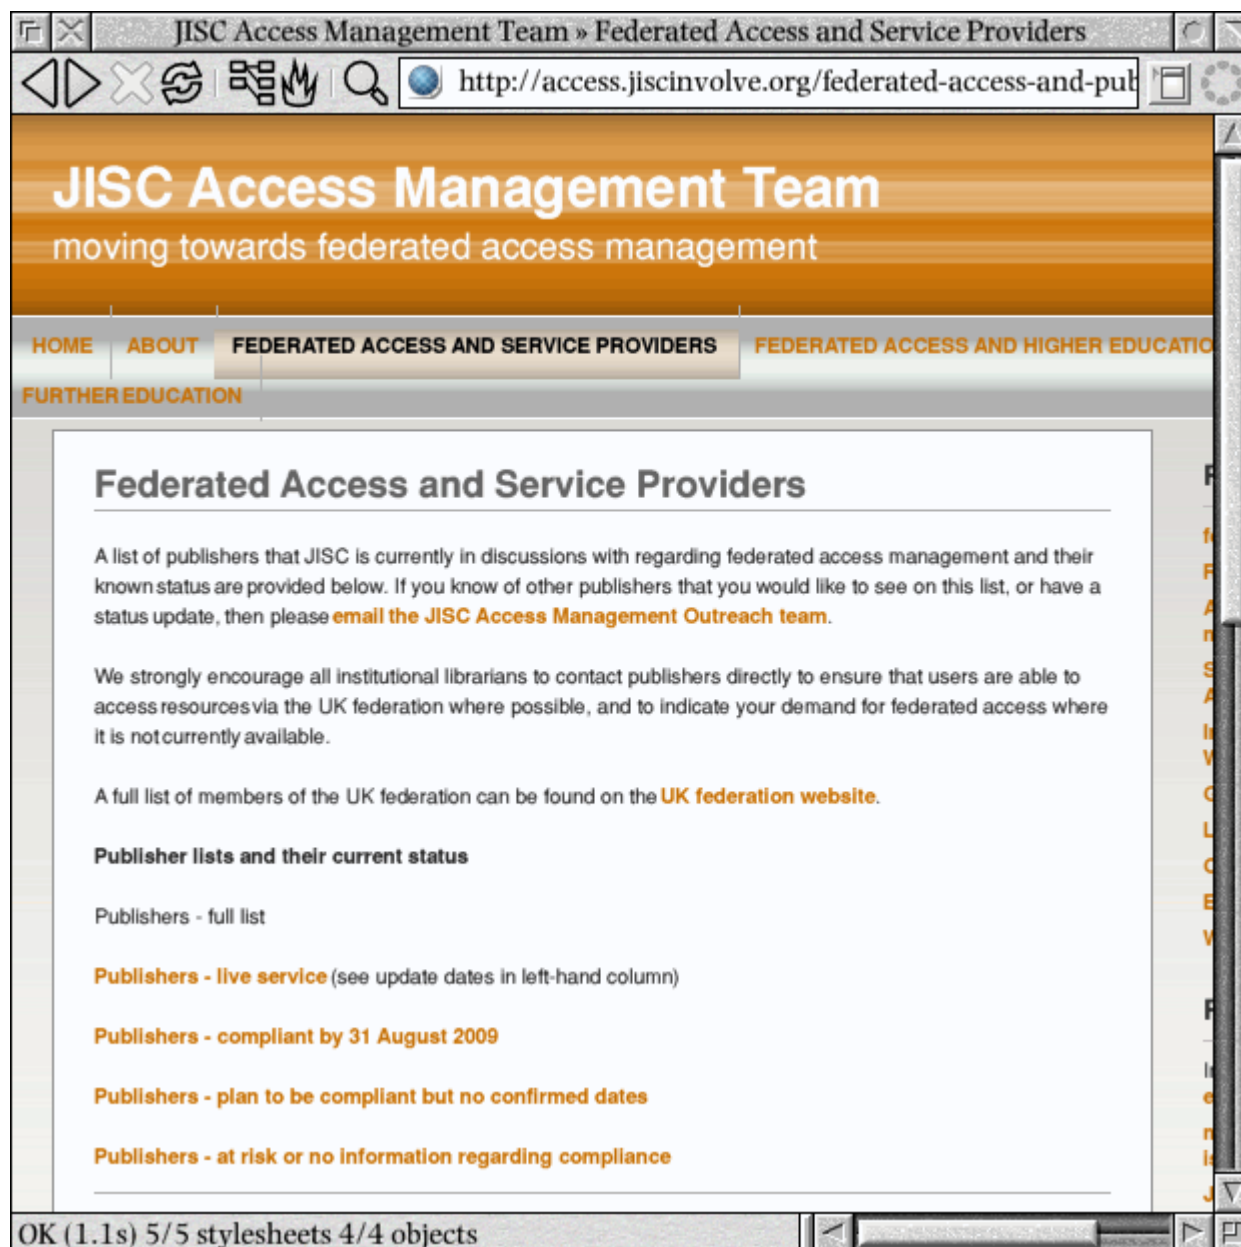 JISC Access Management Team » Federated Access and Service Providers
http://access.jiscinvolve.org/federated-access-and-pub
JISC Access Management Team
moving towards federated access management
HOME ABOUT FEDERATED ACCESS AND SERVICE PROVIDERS FEDERATED ACCESS AND HIGHER EDUCATIO
FURTHER EDUCATION
Federated Access and Service Providers
A list of publishers that JISC is currently in discussions with regarding federated access management and their
known status are provided below. If you know of other publishers that you would like to see on this list, or have a
status update, then please email the JISC Access Management Outreach team.
We strongly encourage all institutional librarians to contact publishers directly to ensure that users are able to
access resources via the UK federation where possible, and to indicate your demand for federated access where
it is not currently available.
A full list of members of the UK federation can be found on the UK federation website.
Publisher lists and their current status
Publishers - full list
Publishers - live service (see update dates in left-hand column)
Publishers - compliant by 31 August 2009
Publishers - plan to be compliant but no confirmed dates
Publishers - at risk or no information regarding compliance
OK (1.1s) 5/5 stylesheets 4/4 objects